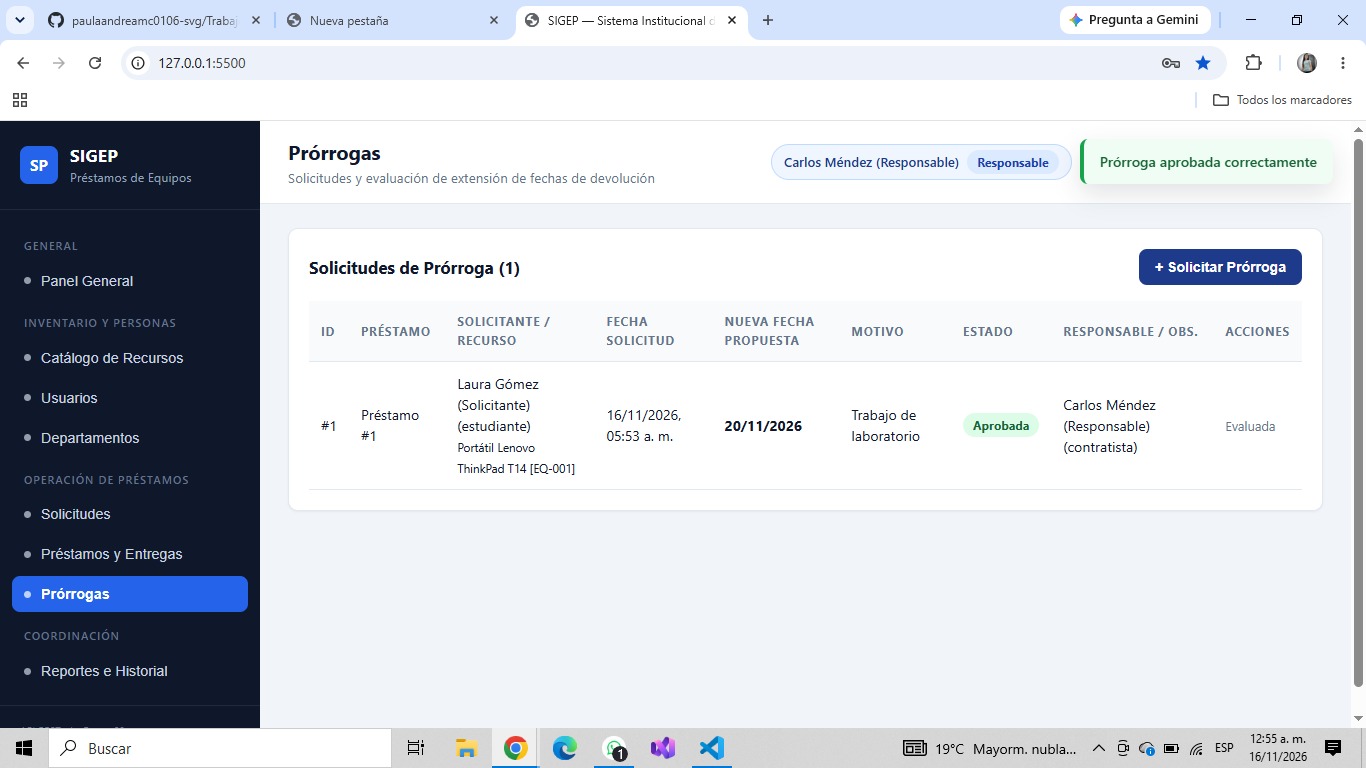 paulaandreamc0106-svg/Trabaj
Nueva pestaña
SIGEP — Sistema Institucional d
Pregunta a Gemini
127.0.0.1:5500
Todos los marcadores
SP
SIGEP
Préstamos de Equipos
GENERAL
Panel General
INVENTARIO Y PERSONAS
Catálogo de Recursos
Usuarios
Departamentos
OPERACIÓN DE PRÉSTAMOS
Solicitudes
Préstamos y Entregas
Prórrogas
COORDINACIÓN
Reportes e Historial
Prórrogas
Solicitudes y evaluación de extensión de fechas de devolución
Carlos Méndez (Responsable) Responsable
Prórroga aprobada correctamente
Solicitudes de Prórroga (1)
+ Solicitar Prórroga
ID
PRÉSTAMO
SOLICITANTE /
RECURSO
FECHA
SOLICITUD
NUEVA FECHA
PROPUESTA
MOTIVO
ESTADO
RESPONSABLE / OBS.
ACCIONES
#1
Préstamo
#1
Laura Gómez
(Solicitante)
(estudiante)
Portátil Lenovo
ThinkPad T14 [EQ-001]
16/11/2026,
05:53 a. m.
20/11/2026
Trabajo de
laboratorio
Aprobada
Carlos Méndez
(Responsable)
(contratista)
Evaluada
Buscar
1
19°C Mayorm. nubla...
ESP
12:55 a. m.
16/11/2026